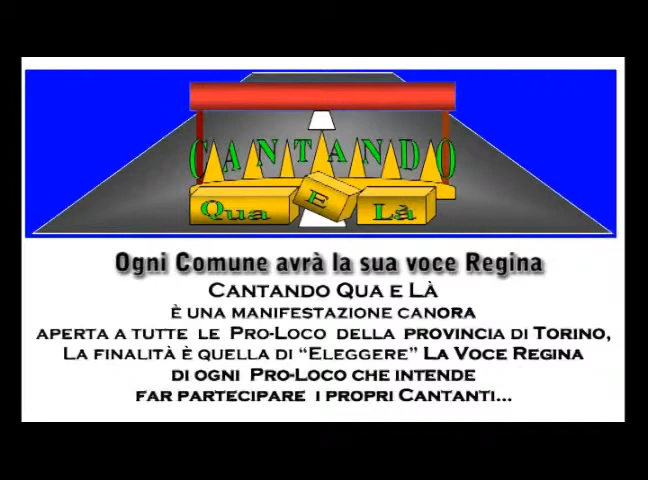 CANTANDO
Qua E Là
Ogni Comune avrà la sua voce Regina
CANTANDO QUA E LÀ
È UNA MANIFESTAZIONE CANORA
APERTA A TUTTE LE PRO-LOCO DELLA PROVINCIA DI TORINO,
LA FINALITÀ È QUELLA DI “ELEGGERE” LA VOCE REGINA
DI OGNI PRO-LOCO CHE INTENDE
FAR PARTECIPARE I PROPRI CANTANTI...